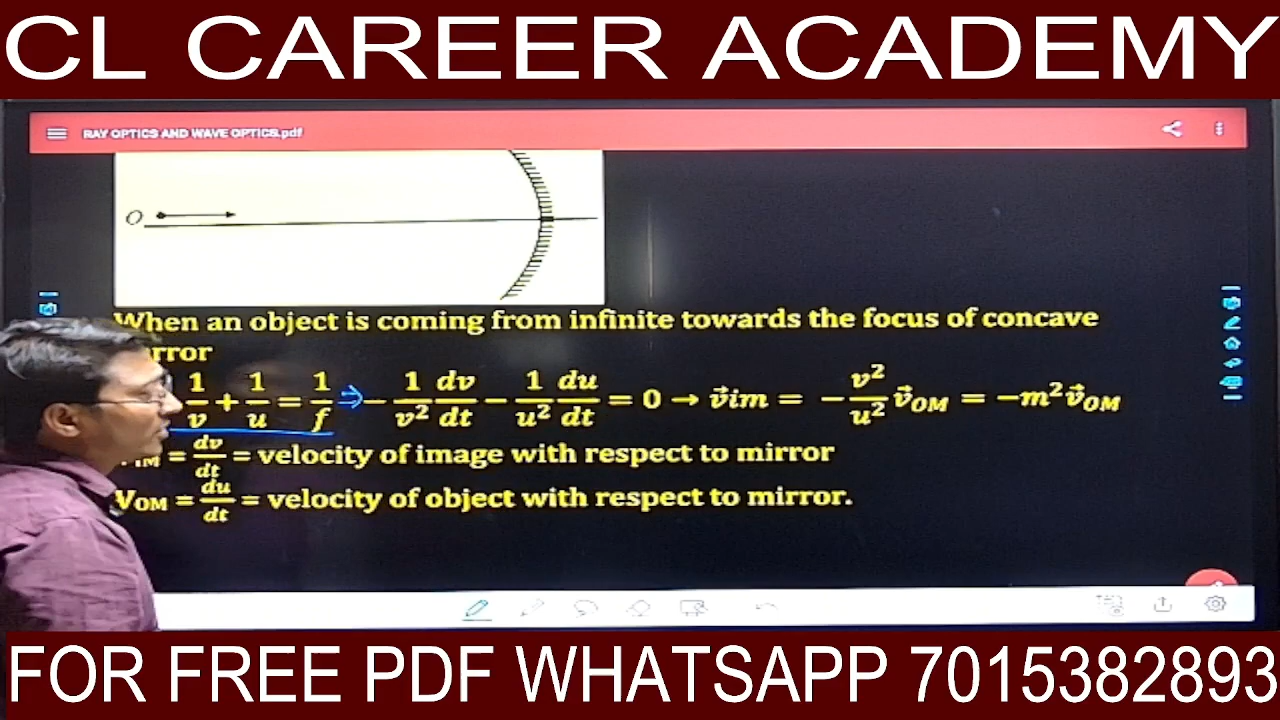 CL CAREER ACADEMY
RAY OPTICS AND WAVE OPTICS.pdf
O
When an object is coming from infinite towards the focus of concave
rror
1/v + 1/u = 1/f ⇒ − 1/v² dv/dt − 1/u² du/dt = 0 → v⃗im = − v²/u² v⃗OM = −m² v⃗OM
IM = dv/dt = velocity of image with respect to mirror
VOM = du/dt = velocity of object with respect to mirror.
FOR FREE PDF WHATSAPP 7015382893